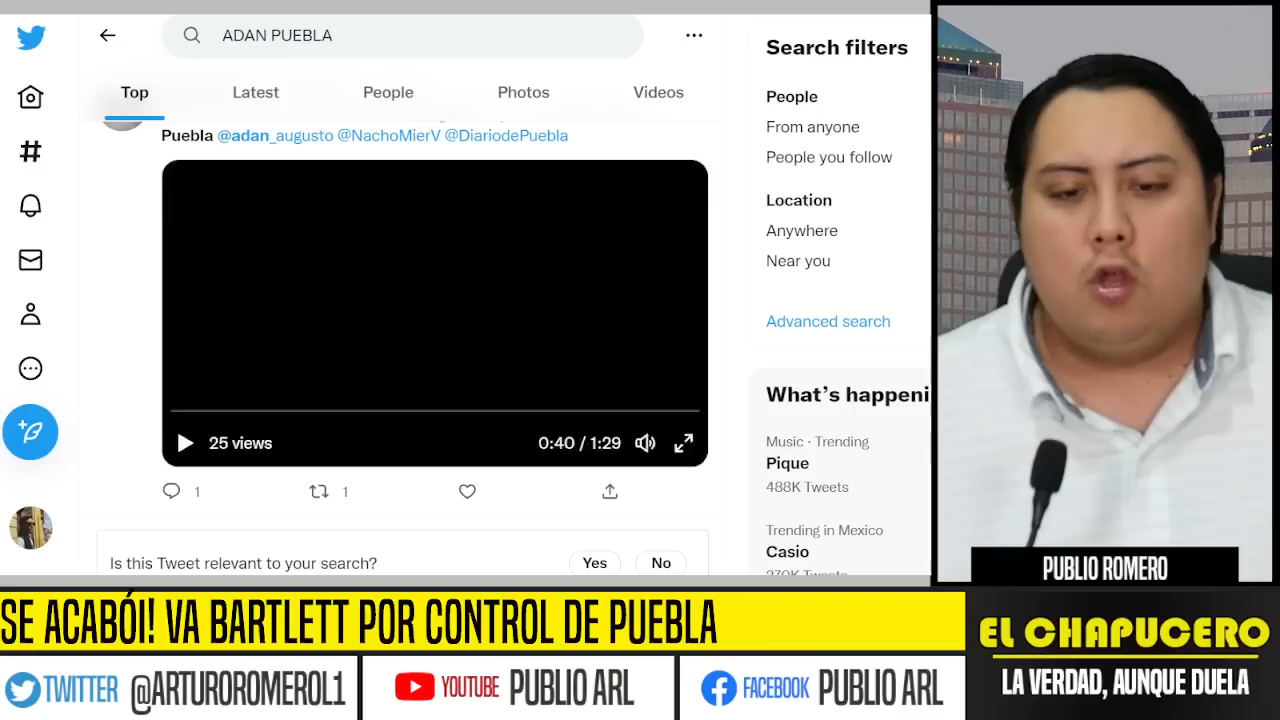 ADAN PUEBLA
Top
Latest
People
Photos
Videos
Puebla @adan_augusto @NachoMierV @DiariodePuebla
25 views
0:40 / 1:29
1
1
Is this Tweet relevant to your search?
Yes
No
Search filters
People
From anyone
People you follow
Location
Anywhere
Near you
Advanced search
What's happeni
Music · Trending
Pique
488K Tweets
Trending in Mexico
Casio
270K Tweets
PUBLIO ROMERO
SE ACABÓI! VA BARTLETT POR CONTROL DE PUEBLA
EL CHAPUCERO
LA VERDAD, AUNQUE DUELA
TWITTER @ARTUROROMEROL1
YOUTUBE PUBLIO ARL
FACEBOOK PUBLIO ARL